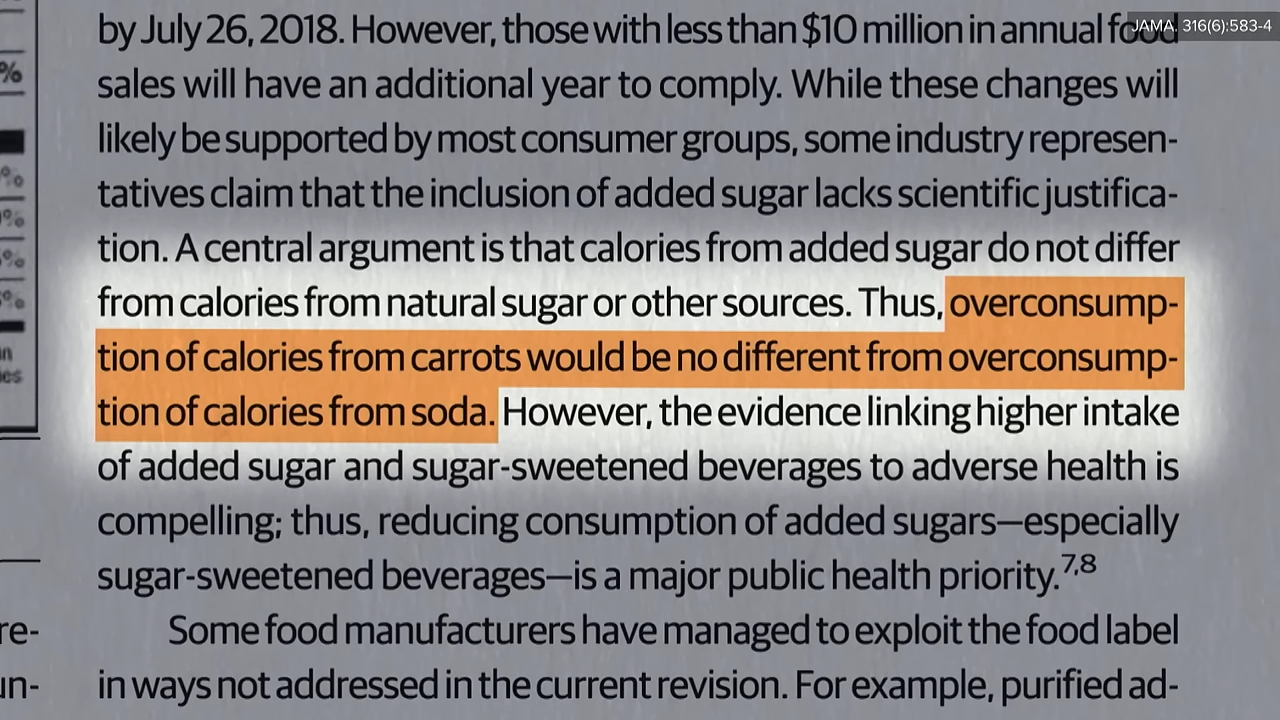 JAMA. 316(6):583-4
by July 26, 2018. However, those with less than $10 million in annual food
sales will have an additional year to comply. While these changes will
likely be supported by most consumer groups, some industry represen-
tatives claim that the inclusion of added sugar lacks scientific justifica-
tion. A central argument is that calories from added sugar do not differ
from calories from natural sugar or other sources. Thus, overconsump-
tion of calories from carrots would be no different from overconsump-
tion of calories from soda. However, the evidence linking higher intake
of added sugar and sugar-sweetened beverages to adverse health is
compelling; thus, reducing consumption of added sugars—especially
sugar-sweetened beverages—is a major public health priority.7,8
Some food manufacturers have managed to exploit the food label
in ways not addressed in the current revision. For example, purified ad-
%
%
%
%
%
re-
un-